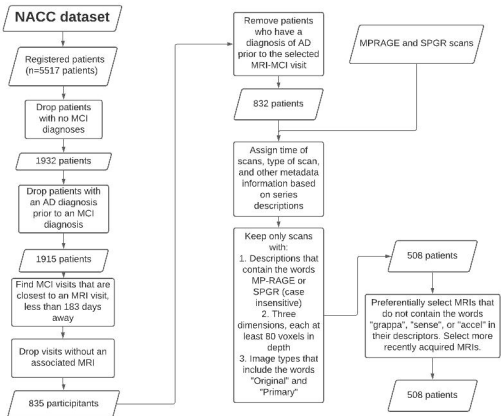 NACC dataset
Registered patients
(n=5517 patients)
Drop patients
with no MCI
diagnoses
1932 patients
Drop patients with
an AD diagnosis
prior to an MCI
diagnosis
1915 patients
Find MCI visits that are
closest to an MRI visit,
less than 183 days
away
Drop visits without an
associated MRI
835 participants
Remove patients
who have a
diagnosis of AD
prior to the selected
MRI-MCI visit
832 patients
MPRAGE and SPGR scans
Assign time of
scans, type of scan,
and other metadata
information based
on series
descriptions
Keep only scans
with:
1. Descriptions that
contain the words
MP-RAGE or
SPGR (case
insensitive)
2. Three
dimensions, each at
least 80 voxels in
depth
3. Image types that
include the words
"Original" and
"Primary"
508 patients
Preferentially select MRIs that
do not contain the words
"grappa", "sense", or "accel" in
their descriptors. Select more
recently acquired MRIs.
508 patients